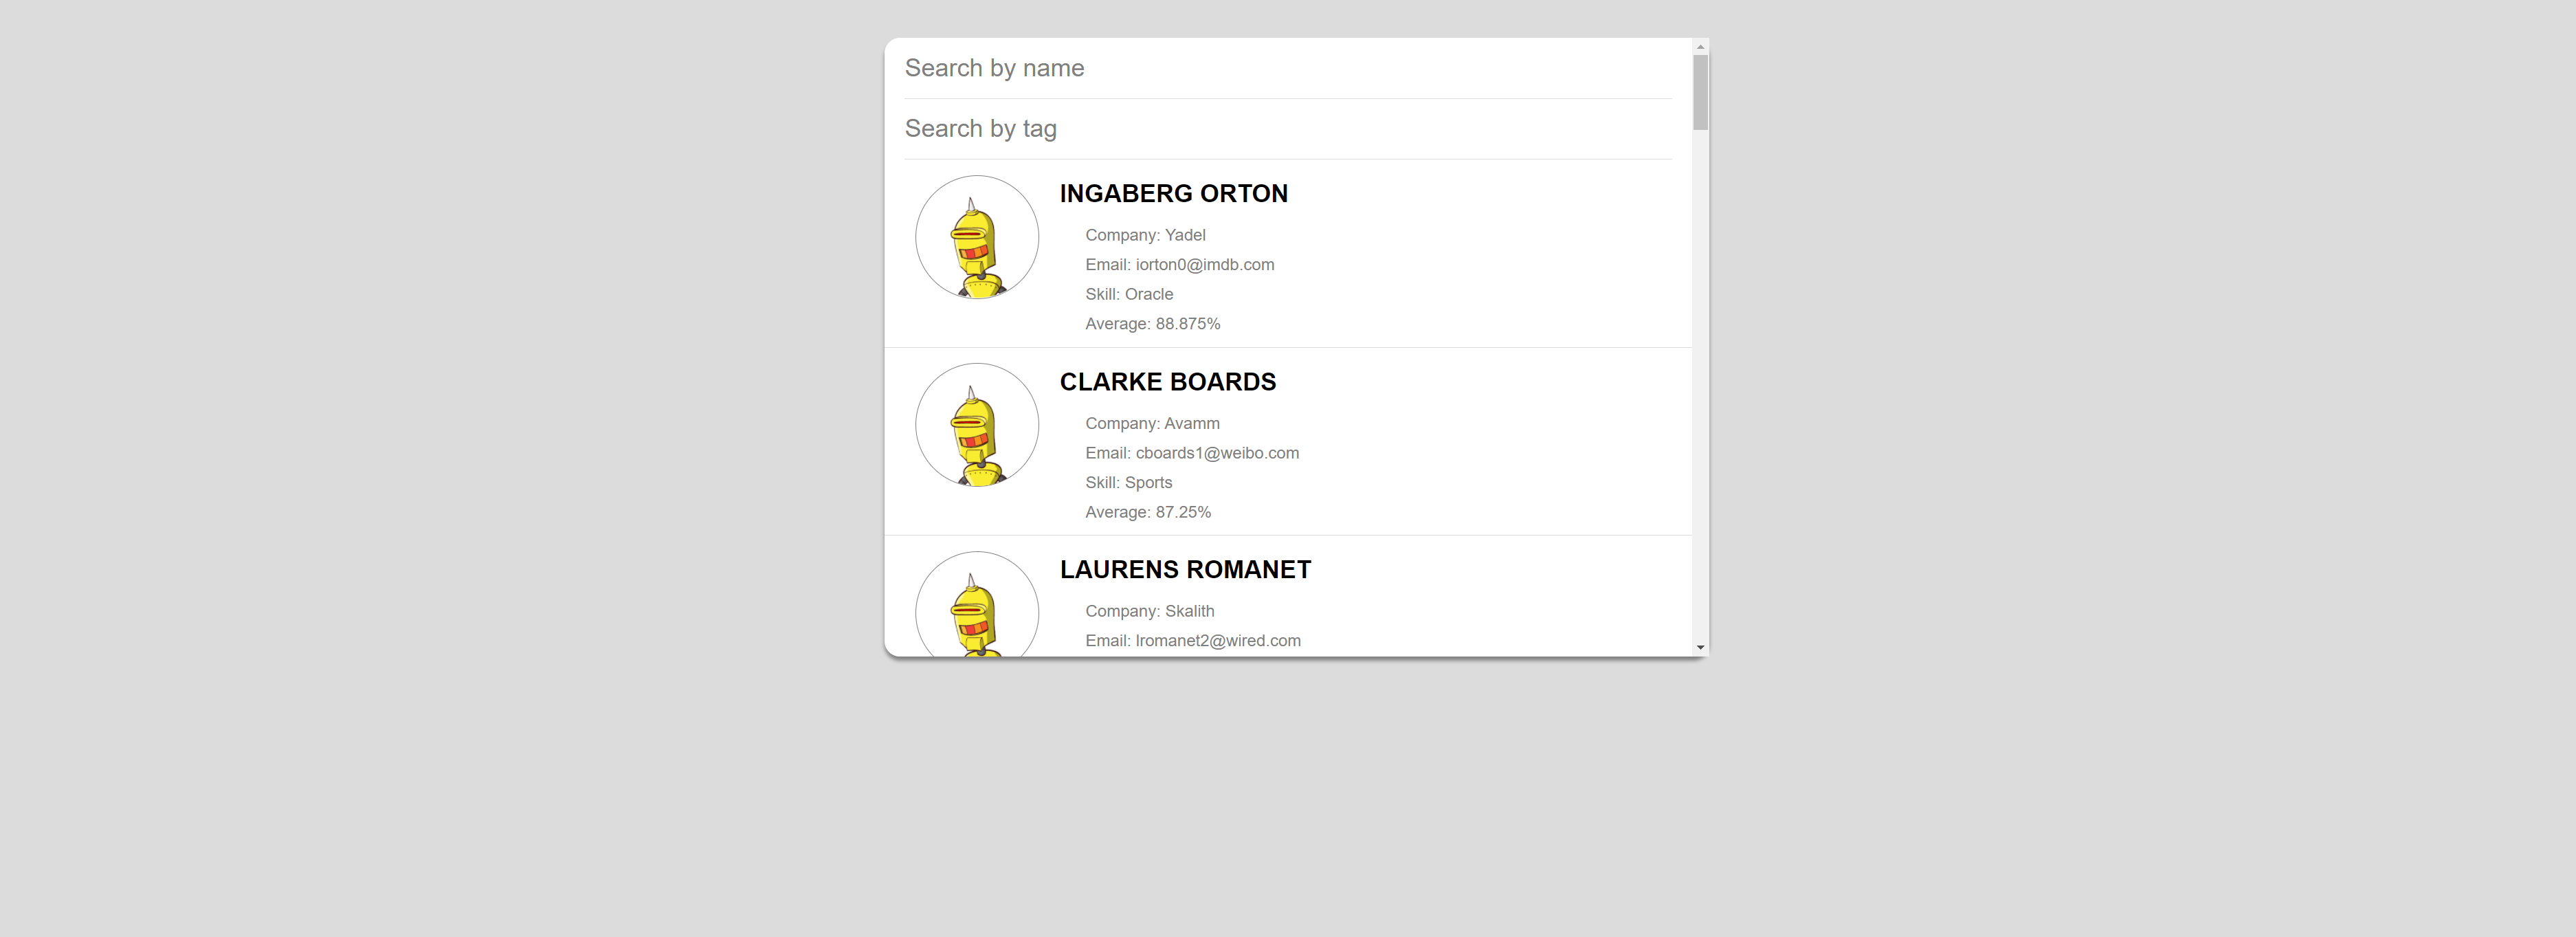 Search by name
Search by tag
INGABERG ORTON
Company: Yadel
Email: iorton0@imdb.com
Skill: Oracle
Average: 88.875%
CLARKE BOARDS
Company: Avamm
Email: cboards1@weibo.com
Skill: Sports
Average: 87.25%
LAURENS ROMANET
Company: Skalith
Email: lromanet2@wired.com